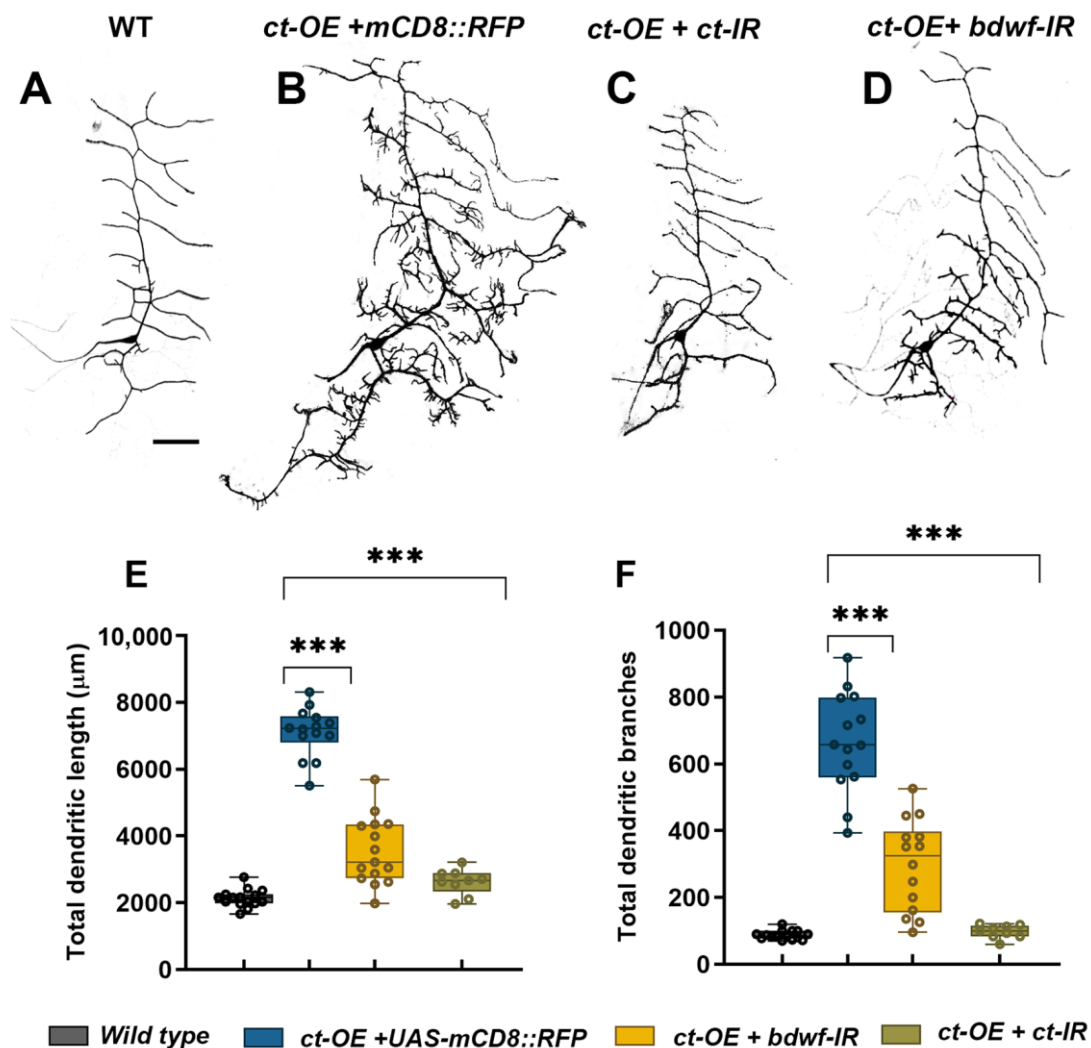 WT ct-OE +mCD8::RFP ct-OE + ct-IR ct-OE+ bdwf-IR
A B C D
E
***
***
Total dendritic length (μm)
10,000
8000
6000
4000
2000
0
F
***
***
Total dendritic branches
1000
800
600
400
200
0
Wild type ct-OE +UAS-mCD8::RFP ct-OE + bdwf-IR ct-OE + ct-IR